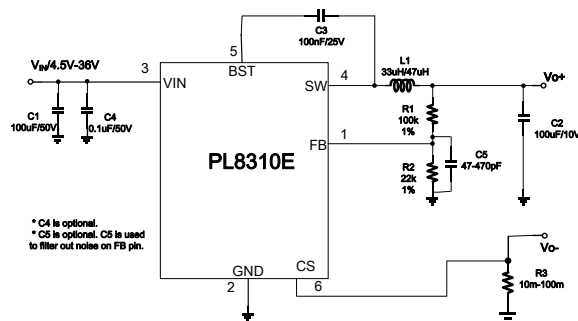 C3
100nF/25V
5
BST
VIN/4.5V-36V
3
VIN
SW
4
L1
33uH/47uH
Vo+
C1
100uF/50V
C4
0.1uF/50V
R1
100k
1%
C2
100uF/10V
FB
1
PL8310E
R2
22k
1%
C5
47-470pF
* C4 is optional.
* C5 is optional. C5 is used
to filter out noise on FB pin.
Vo-
GND
2
CS
6
R3
10m-100m